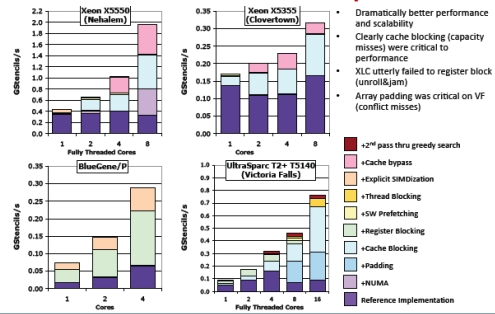 Xeon X5550
(Nehalem)
GStencils/s
2.2
2.0
1.8
1.6
1.4
1.2
1.0
0.8
0.6
0.4
0.2
0.0
1 2 4 8
Fully Threaded Cores
Xeon X5355
(Clovertown)
GStencils/s
0.35
0.30
0.25
0.20
0.15
0.10
0.05
0.00
1 2 4 8
Cores
BlueGene/P
GStencils/s
0.35
0.30
0.25
0.20
0.15
0.10
0.05
0.00
1 2 4
Cores
UltraSparc T2+ T5140
(Victoria Falls)
GStencils/s
1.0
0.9
0.8
0.7
0.6
0.5
0.4
0.3
0.2
0.1
0.0
1 2 4 8 16
Fully Threaded Cores
• Dramatically better performance
and scalability
• Clearly cache blocking (capacity
misses) were critical to
performance
• XLC utterly failed to register block
(unroll&jam)
• Array padding was critical on VF
(conflict misses)
+2nd pass thru greedy search
+Cache bypass
+Explicit SIMDization
+Thread Blocking
+SW Prefetching
+Register Blocking
+Cache Blocking
+Padding
+NUMA
Reference Implementation